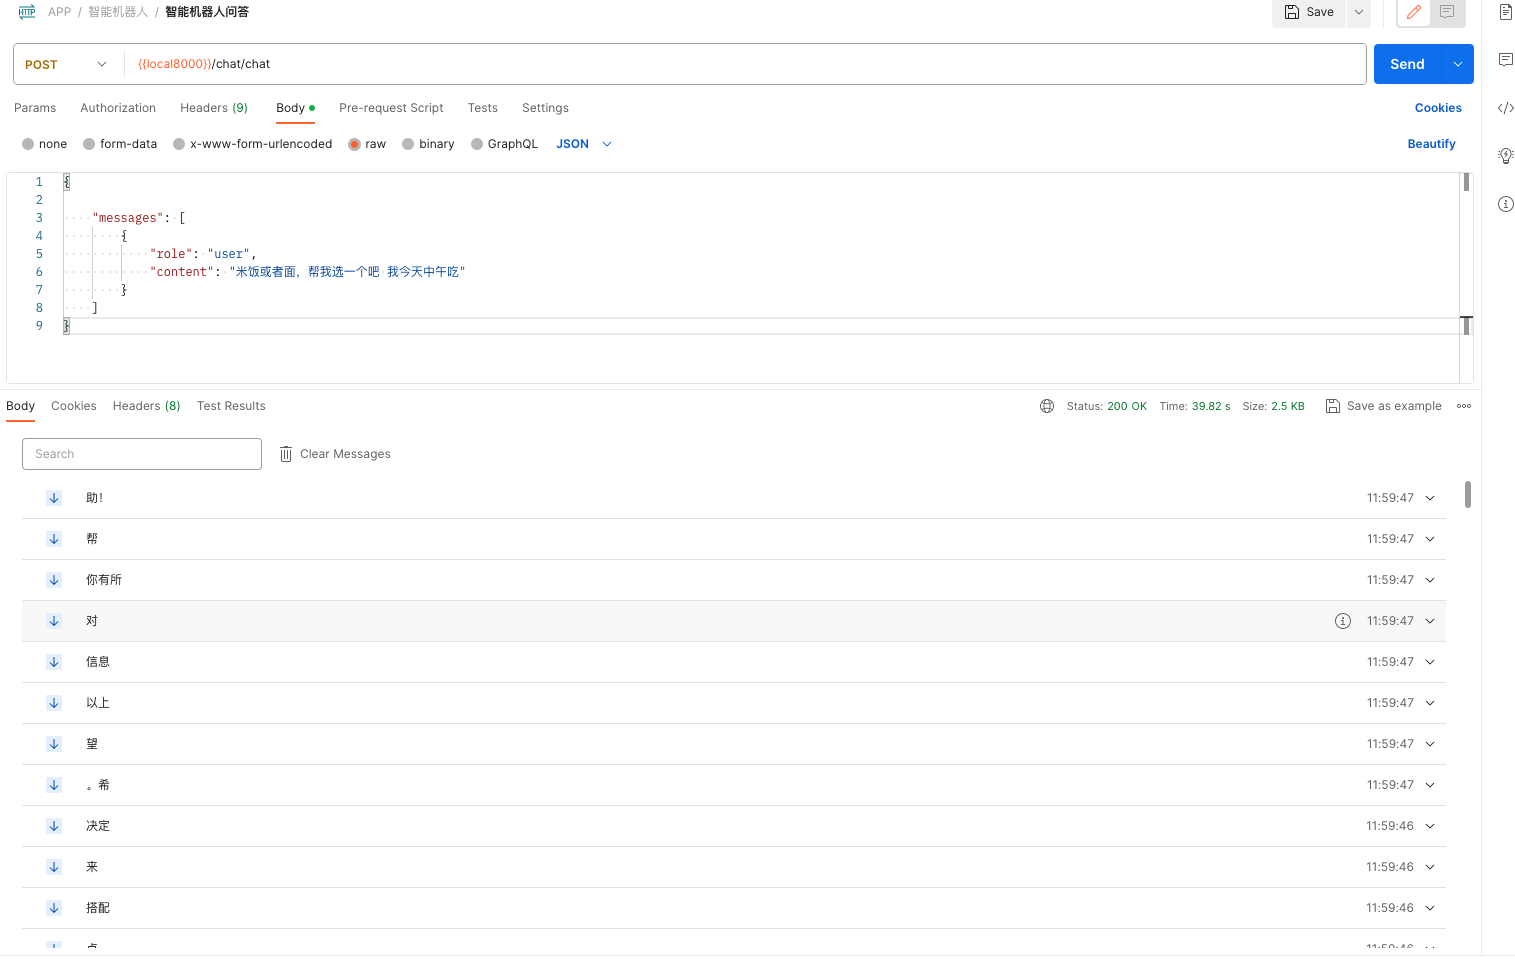 HTTP APP / 智能机器人 / 智能机器人问答 Save
POST {{local8000}}/chat/chat Send
Params Authorization Headers (9) Body Pre-request Script Tests Settings Cookies
none form-data x-www-form-urlencoded raw binary GraphQL JSON Beautify
1 {
2
3 "messages": [
4 {
5 "role": "user",
6 "content": "米饭或者面，帮我选一个吧 我今天中午吃"
7 }
8 ]
9 }
Body Cookies Headers (8) Test Results Status: 200 OK Time: 39.82 s Size: 2.5 KB Save as example
Search Clear Messages
助！ 11:59:47
帮 11:59:47
你有所 11:59:47
对 11:59:47
信息 11:59:47
以上 11:59:47
望 11:59:47
。希 11:59:47
决定 11:59:46
来 11:59:46
搭配 11:59:46
11:59:46